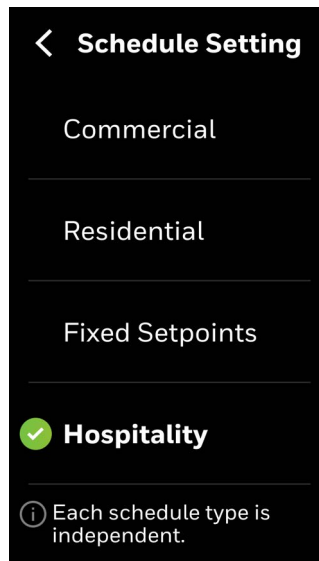 Schedule Setting
Commercial
Residential
Fixed Setpoints
Hospitality
Each schedule type is
independent.